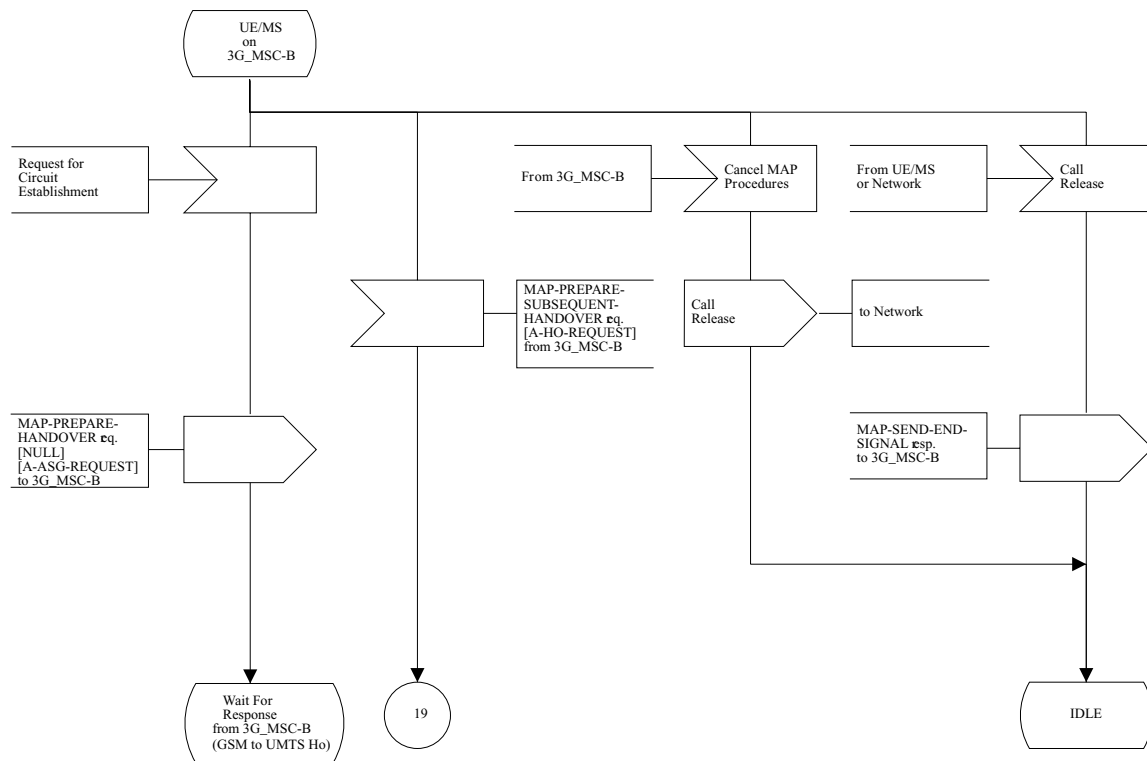 UE/MS
on
3G_MSC-B
Request for
Circuit
Establishment
From 3G_MSC-B
Cancel MAP
Procedures
From UE/MS
or Network
Call
Release
MAP-PREPARE-
SUBSEQUENT-
HANDOVER req.
[A-HO-REQUEST]
from 3G_MSC-B
Call
Release
to Network
MAP-PREPARE-
HANDOVER req.
[NULL]
[A-ASG-REQUEST]
to 3G_MSC-B
MAP-SEND-END-
SIGNAL resp.
to 3G_MSC-B
Wait For
Response
from 3G_MSC-B
(GSM to UMTS Ho)
19
IDLE